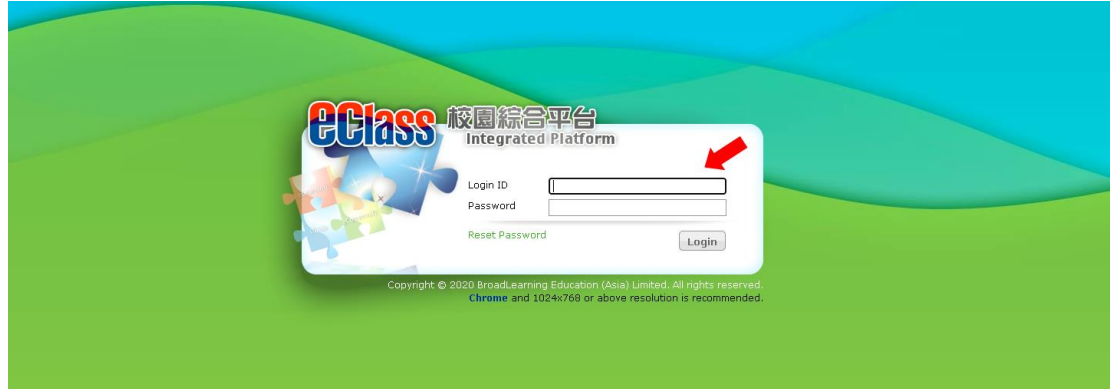 eClass 校園綜合平台
Integrated Platform
Login ID
Password
Reset Password
Login
Copyright © 2020 BroadLearning Education (Asia) Limited. All rights reserved.
Chrome and 1024x768 or above resolution is recommended.